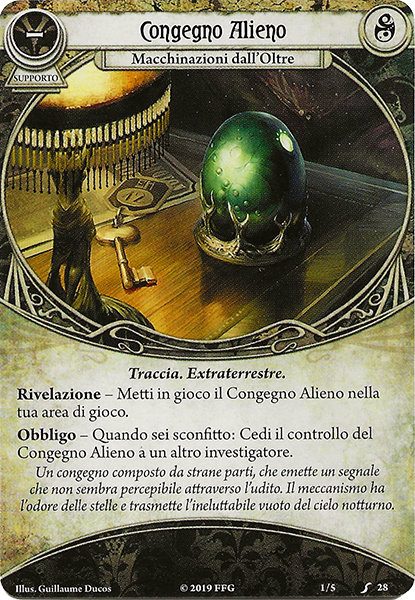 Congegno Alieno
Macchinazioni dall'Oltre
SUPPORTO
Traccia. Extraterrestre.
Rivelazione – Metti in gioco il Congegno Alieno nella
tua area di gioco.
Obbligo – Quando sei sconfitto: Cedi il controllo del
Congegno Alieno a un altro investigatore.
Un congegno composto da strane parti, che emette un segnale
che non sembra percepibile attraverso l'udito. Il meccanismo ha
l'odore delle stelle e trasmette l'ineluttabile vuoto del cielo notturno.
Illus. Guillaume Ducos © 2019 FFG 1/5 28